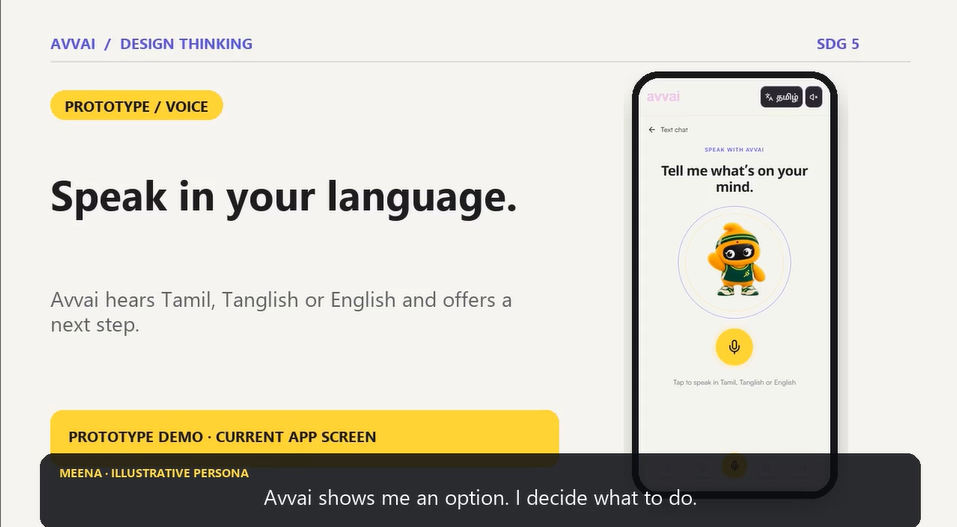 AVVAI / DESIGN THINKING
SDG 5
PROTOTYPE / VOICE
Speak in your language.
Avvai hears Tamil, Tanglish or English and offers a
next step.
PROTOTYPE DEMO · CURRENT APP SCREEN
avvai
தமிழ்
Text chat
SPEAK WITH AVVAI
Tell me what's on your
mind.
Tap to speak in Tamil, Tanglish or English
MEENA · ILLUSTRATIVE PERSONA
Avvai shows me an option. I decide what to do.